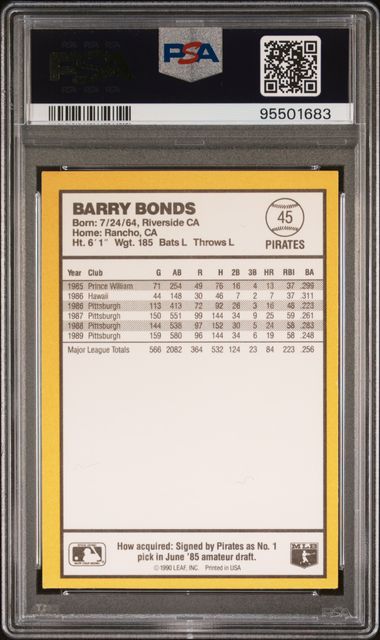 PSA
PSA
95501683
BARRY BONDS
Born: 7/24/64, Riverside CA
Home: Rancho, CA
Ht. 6'1" Wgt. 185 Bats L Throws L
45
PIRATES
Year Club G AB R H 2B 3B HR RBI BA
1985 Prince William 71 254 49 76 16 4 13 37 .299
1986 Hawaii 44 148 30 46 7 2 7 37 .311
1986 Pittsburgh 113 413 72 92 26 3 16 48 .223
1987 Pittsburgh 150 551 99 144 34 9 25 59 .261
1988 Pittsburgh 144 538 97 152 30 5 24 58 .283
1989 Pittsburgh 159 580 96 144 34 6 19 58 .248
Major League Totals 566 2082 364 532 124 23 84 223 .256
How acquired: Signed by Pirates as No. 1
pick in June '85 amateur draft.
© 1990 LEAF, INC. Printed in USA
MLB
PSA